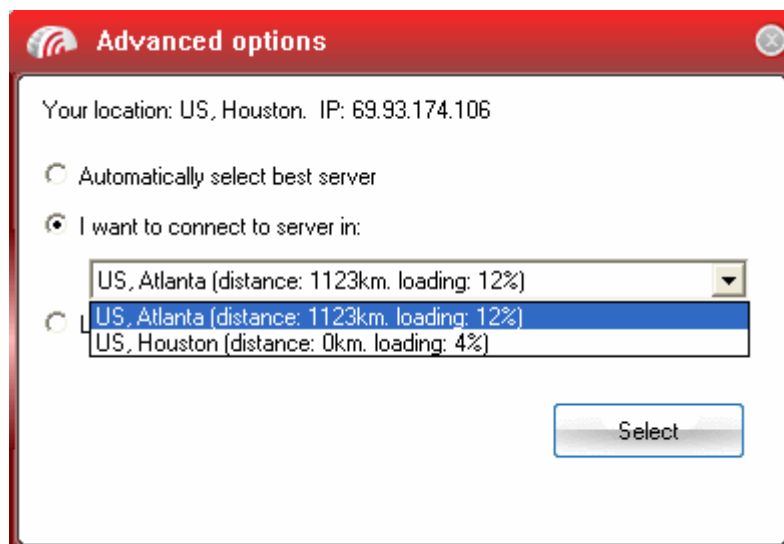 Advanced options
Your location: US, Houston. IP: 69.93.174.106
Automatically select best server
I want to connect to server in:
US, Atlanta (distance: 1123km. loading: 12%)
US, Atlanta (distance: 1123km. loading: 12%)
US, Houston (distance: 0km. loading: 4%)
Select